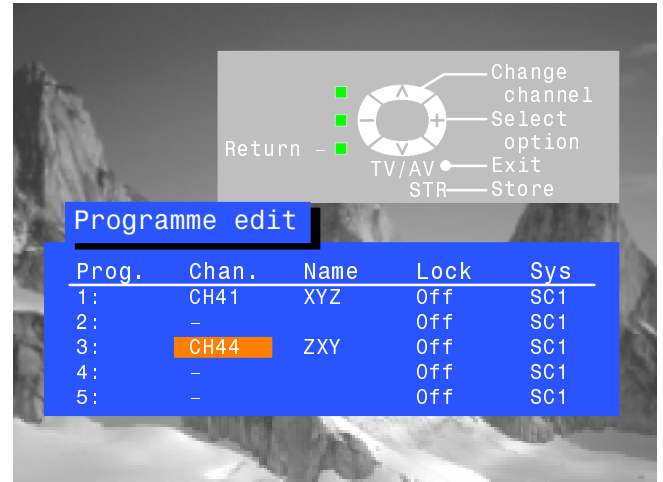 Change
channel
Select
option
Return –
TV/AV Exit
STR Store
Programme edit
Prog. Chan. Name Lock Sys
1: CH41 XYZ Off SC1
2: – Off SC1
3: CH44 ZXY Off SC1
4: – Off SC1
5: – Off SC1